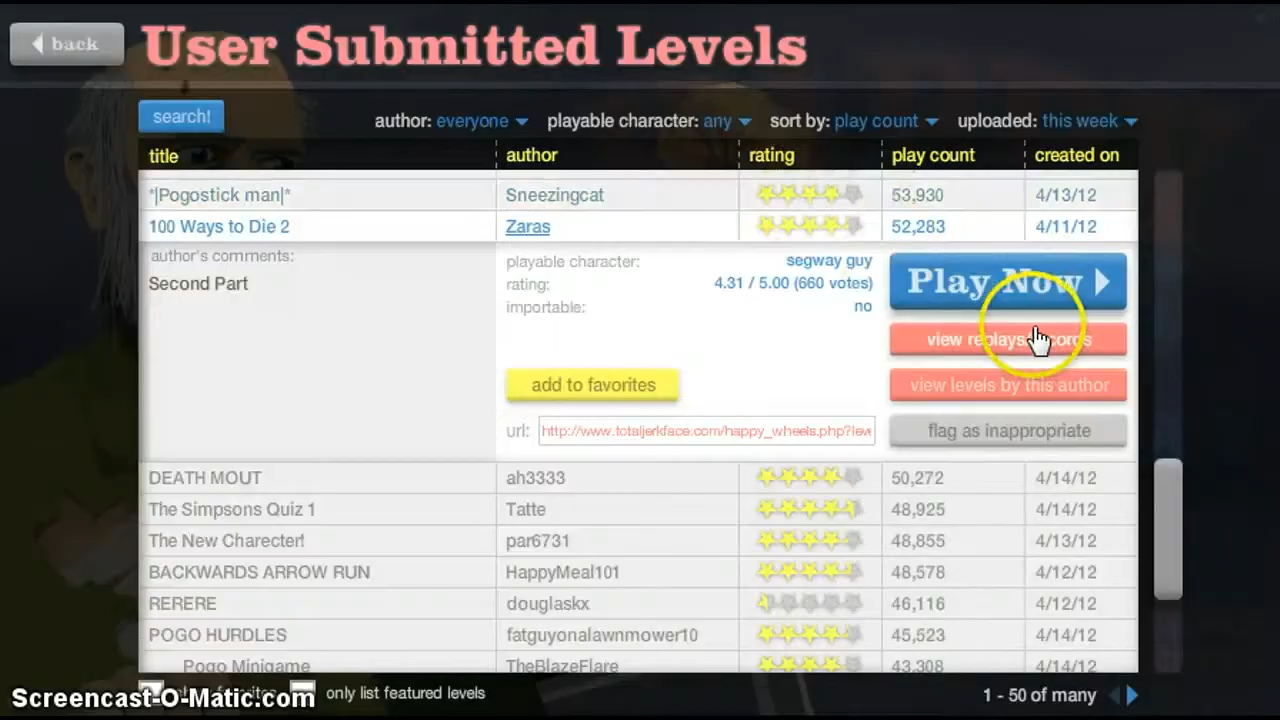 back
User Submitted Levels
search!
author: everyone playable character: any sort by: play count uploaded: this week
title author rating play count created on
*|Pogostick man|* Sneezingcat 53,930 4/13/12
100 Ways to Die 2 Zaras 52,283 4/11/12
author's comments:
Second Part
playable character: segway guy
rating: 4.31 / 5.00 (660 votes)
importable: no
Play Now
view replays
add to favorites
view levels by this author
url: http://www.totaljerkface.com/happy_wheels.php?lev
flag as inappropriate
DEATH MOUT ah3333 50,272 4/14/12
The Simpsons Quiz 1 Tatte 48,925 4/14/12
The New Charecter! par6731 48,855 4/13/12
BACKWARDS ARROW RUN HappyMeal101 48,578 4/12/12
RERERE douglaskx 46,116 4/12/12
POGO HURDLES fatguyonalawnmower10 45,523 4/14/12
Pogo Minigame TheBlazeFlare 43,308 4/14/12
only list featured levels
1 - 50 of many
Screencast-O-Matic.com